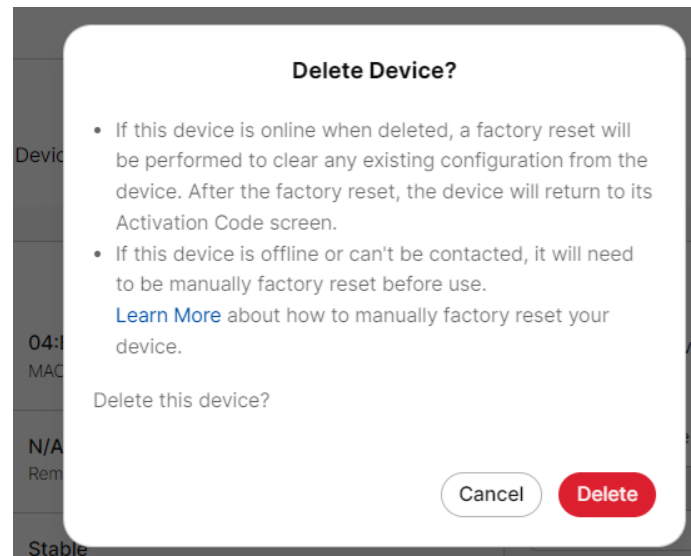 Delete Device?
• If this device is online when deleted, a factory reset will
be performed to clear any existing configuration from the
device. After the factory reset, the device will return to its
Activation Code screen.
• If this device is offline or can't be contacted, it will need
to be manually factory reset before use.
Learn More about how to manually factory reset your
device.
Delete this device?
Cancel Delete
04:
MAC
N/A
Rem
Stable